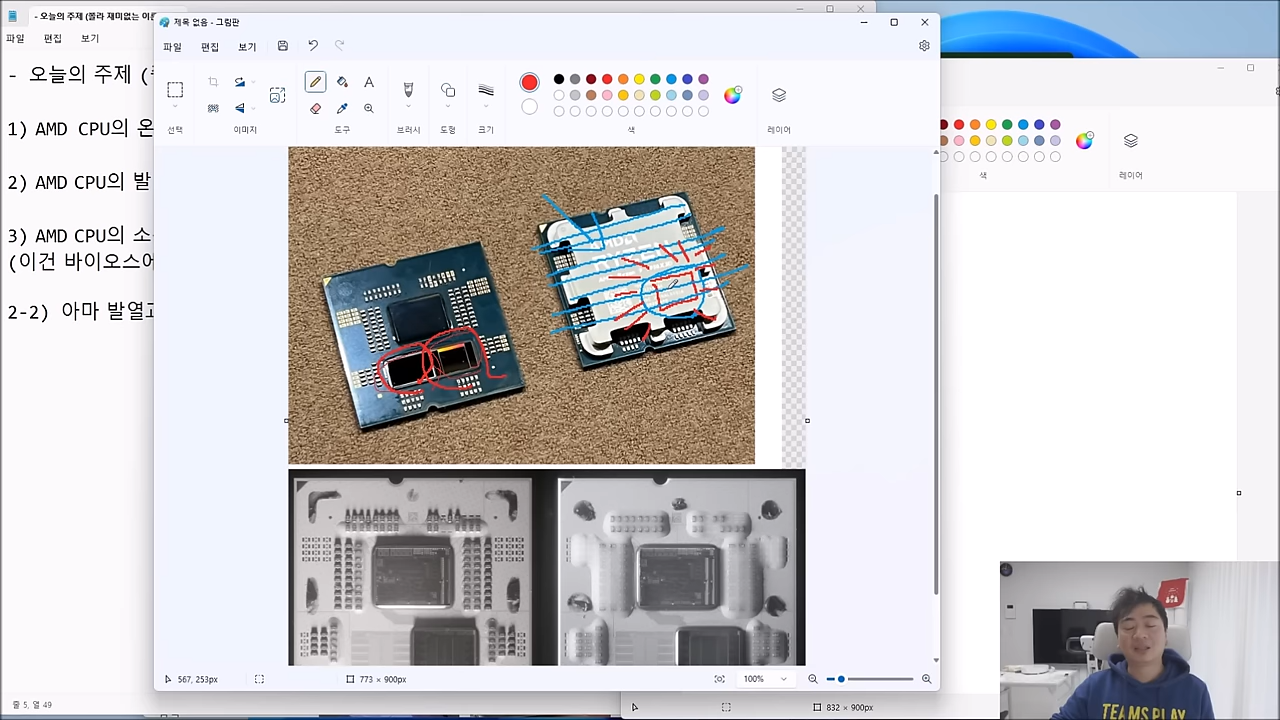 - 오늘의 주제 (쫄라 재미없는 이론
제목 없음 - 그림판
파일 편집 보기
파일 편집 보기
- 오늘의 주제
1) AMD CPU의 온
2) AMD CPU의 발
3) AMD CPU의 소
(이건 바이오스에
2-2) 아마 발열고
선택 이미지 도구 브러시 도형 크기 색 레이어
색 레이어
AMD
RYZEN
567, 253px
773 × 900px
100%
줄 5, 열 49
832 × 900px
TEAMS PLAY